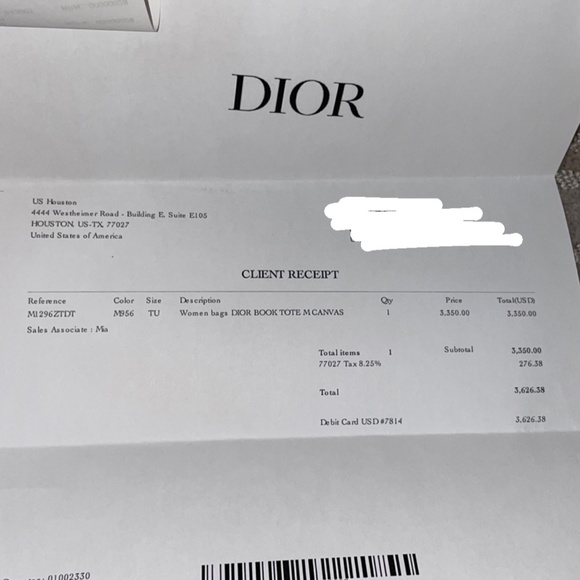 DIOR
US Houston
4444 Westheimer Road - Building E, Suite E105
HOUSTON, US-TX, 77027
United States of America
CLIENT RECEIPT
Reference Color Size Description Qty Price Total(USD)
M1296ZTDT M956 TU Women bags DIOR BOOK TOTE M CANVAS 1 3,350.00 3,350.00
Sales Associate : Mia
Total items 1 Subtotal 3,350.00
77027 Tax 8.25% 276.38
Total 3,626.38
Debit Card USD #7814 3,626.38
01002330